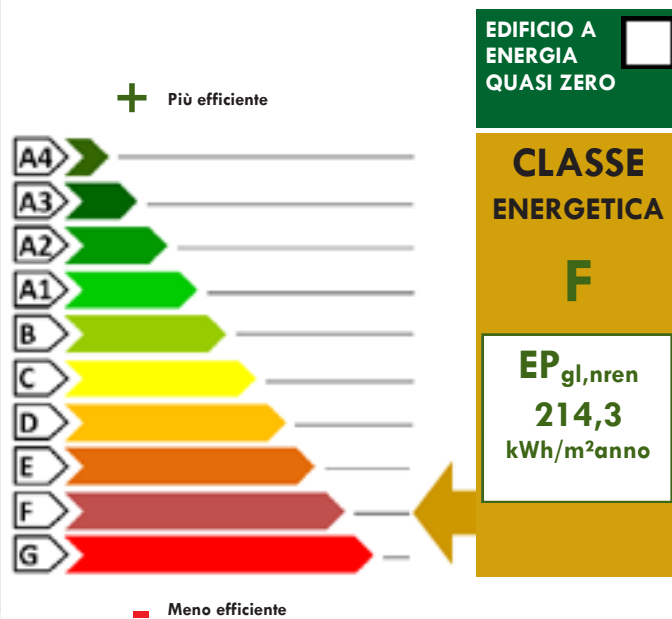 EDIFICIO A
ENERGIA
QUASI ZERO
+ Più efficiente
CLASSE
ENERGETICA
F
EPgl,nren
214,3
kWh/m²anno
A4
A3
A2
A1
B
C
D
E
F
G
- Meno efficiente